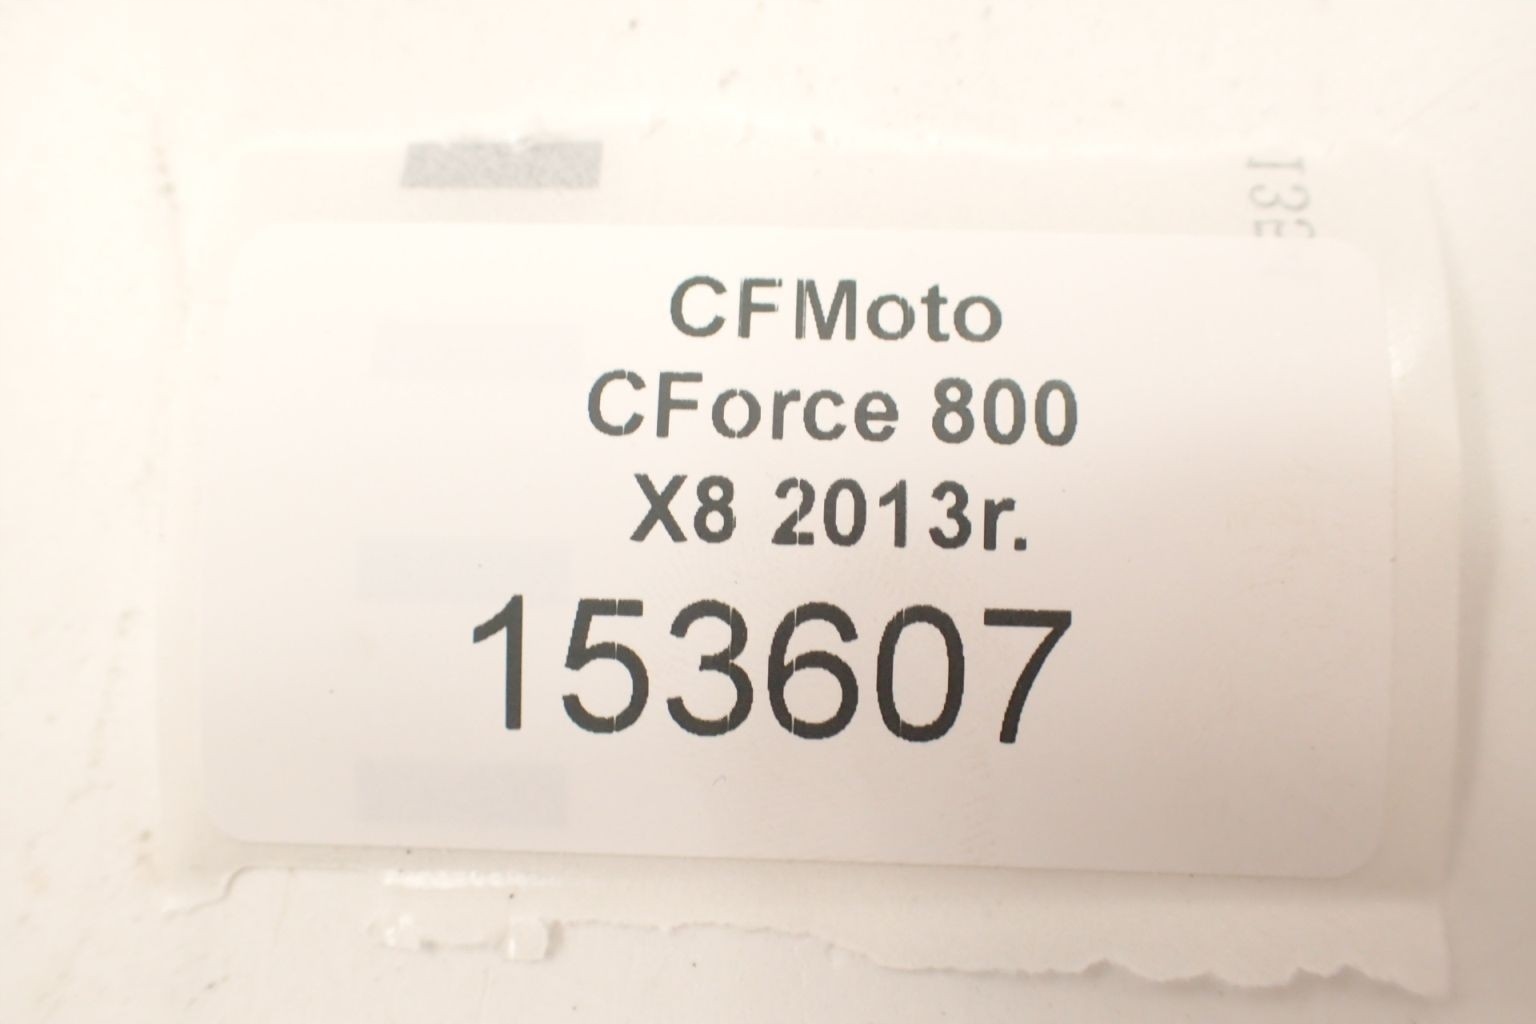 CFMoto
CForce 800
X8 2013r.
153607